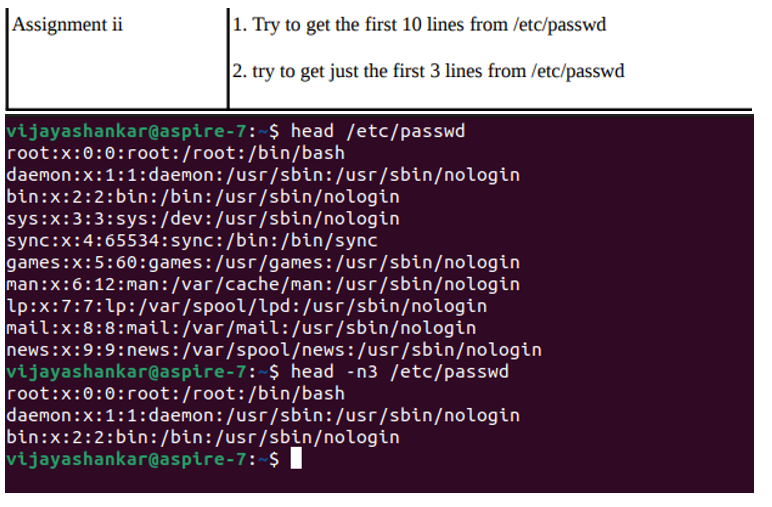 Assignment ii
1. Try to get the first 10 lines from /etc/passwd
2. try to get just the first 3 lines from /etc/passwd
vijayashankar@aspire-7:~$ head /etc/passwd
root:x:0:0:root:/root:/bin/bash
daemon:x:1:1:daemon:/usr/sbin:/usr/sbin/nologin
bin:x:2:2:bin:/bin:/usr/sbin/nologin
sys:x:3:3:sys:/dev:/usr/sbin/nologin
sync:x:4:65534:sync:/bin:/bin/sync
games:x:5:60:games:/usr/games:/usr/sbin/nologin
man:x:6:12:man:/var/cache/man:/usr/sbin/nologin
lp:x:7:7:lp:/var/spool/lpd:/usr/sbin/nologin
mail:x:8:8:mail:/var/mail:/usr/sbin/nologin
news:x:9:9:news:/var/spool/news:/usr/sbin/nologin
vijayashankar@aspire-7:~$ head -n3 /etc/passwd
root:x:0:0:root:/root:/bin/bash
daemon:x:1:1:daemon:/usr/sbin:/usr/sbin/nologin
bin:x:2:2:bin:/bin:/usr/sbin/nologin
vijayashankar@aspire-7:~$